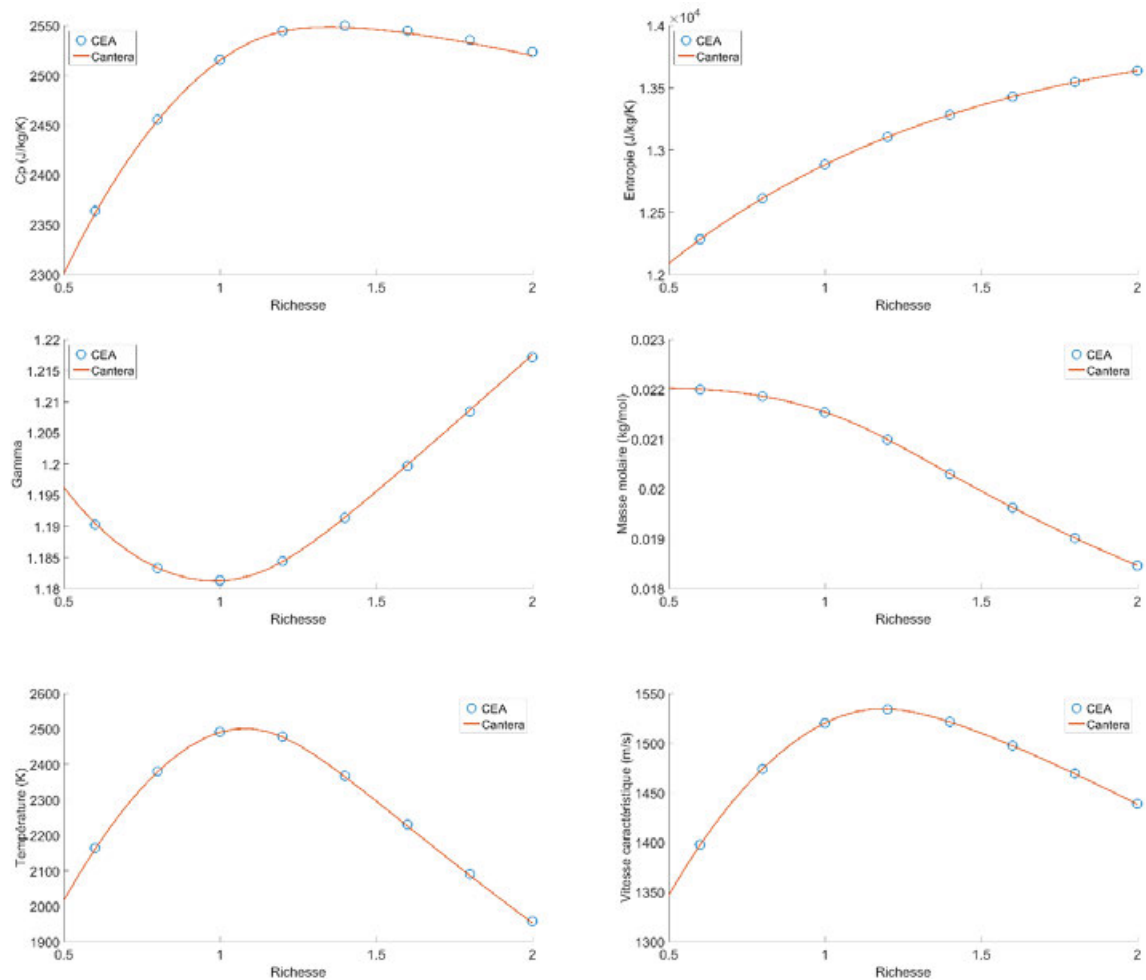 2550
2500
2450
2400
2350
2300
Cp (J/kg/K)
CEA
Cantera
0.5 1 1.5 2
Richesse
×10⁴
1.4
1.35
1.3
1.25
1.2
Entropie (J/kg/K)
CEA
Cantera
0.5 1 1.5 2
Richesse
1.22
1.215
1.21
1.205
1.2
1.195
1.19
1.185
1.18
Gamma
CEA
Cantera
0.5 1 1.5 2
Richesse
0.023
0.022
0.021
0.02
0.019
0.018
Masse molaire (kg/mol)
CEA
Cantera
0.5 1 1.5 2
Richesse
2600
2500
2400
2300
2200
2100
2000
1900
Température (K)
CEA
Cantera
0.5 1 1.5 2
Richesse
1550
1500
1450
1400
1350
1300
Vitesse caractéristique (m/s)
CEA
Cantera
0.5 1 1.5 2
Richesse